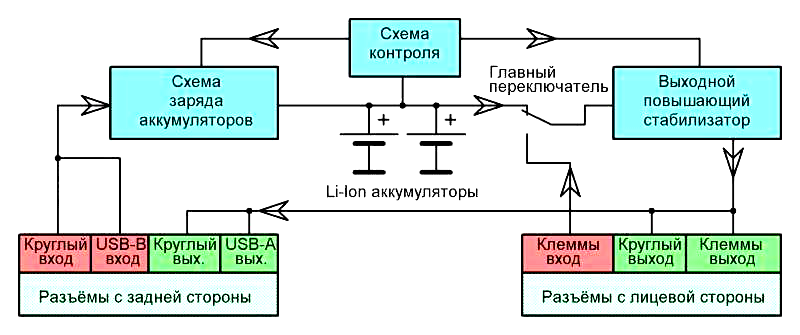 Схема
контроля
Схема
заряда
аккумуляторов
Главный
переключатель
Выходной
повышающий
стабилизатор
+
+
Li-Ion аккумуляторы
Круглый
вход
USB-B
вход
Круглый
вых.
USB-A
вых.
Разъёмы с задней стороны
Клеммы
вход
Круглый
выход
Клеммы
выход
Разъёмы с лицевой стороны